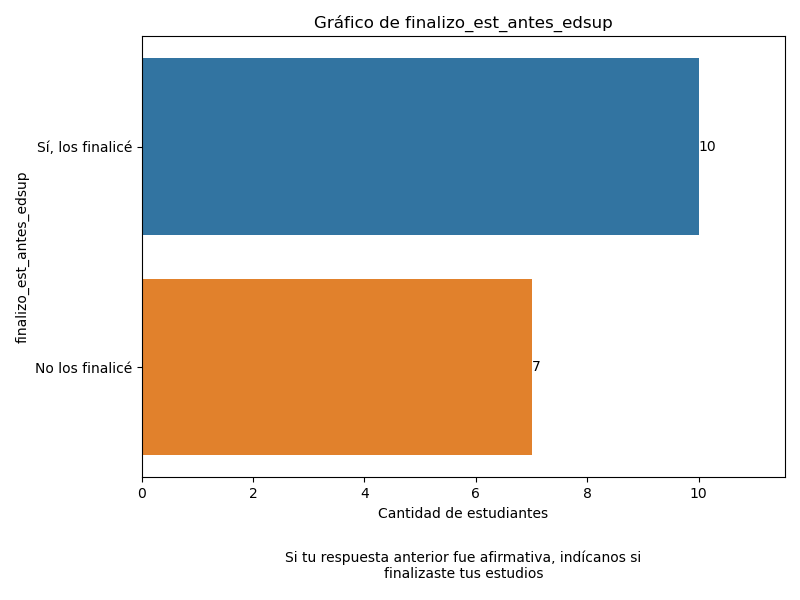 Gráfico de finalizo_est_antes_edsup
finalizo_est_antes_edsup
Sí, los finalicé
10
No los finalicé
7
0 2 4 6 8 10
Cantidad de estudiantes
Si tu respuesta anterior fue afirmativa, indícanos si
finalizaste tus estudios